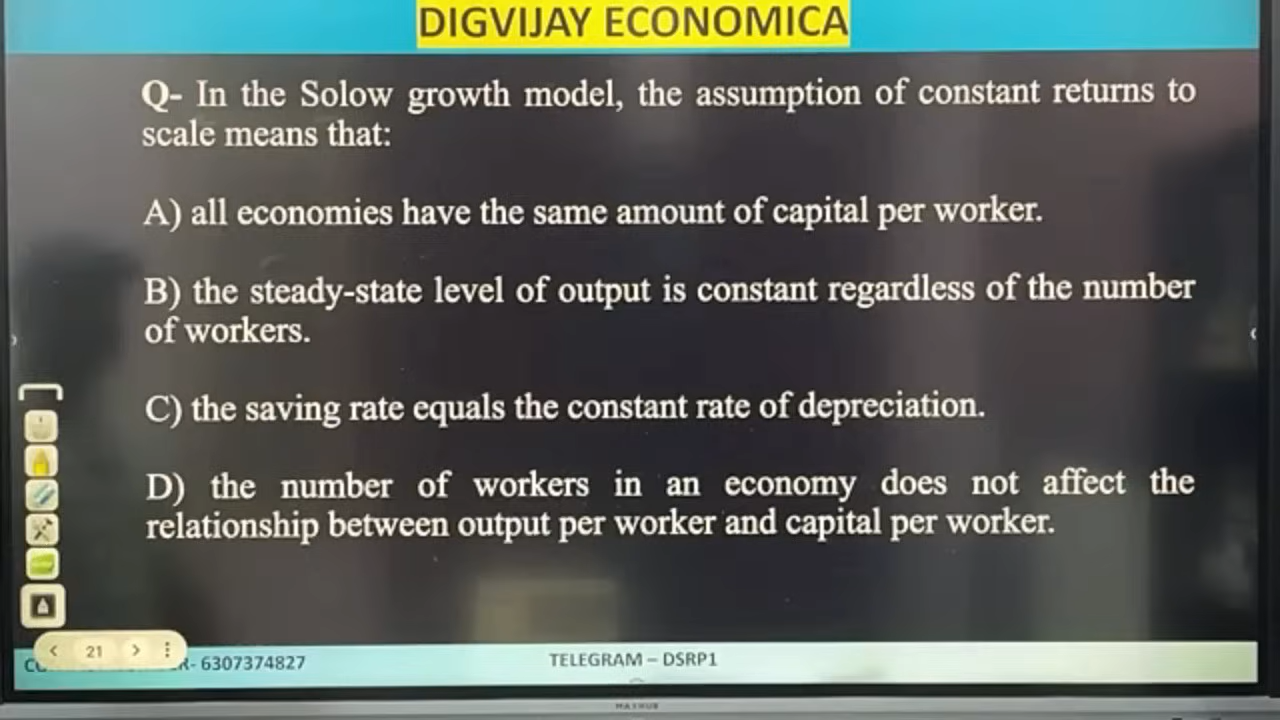 DIGVIJAY ECONOMICA
Q- In the Solow growth model, the assumption of constant returns to
scale means that:
A) all economies have the same amount of capital per worker.
B) the steady-state level of output is constant regardless of the number
of workers.
C) the saving rate equals the constant rate of depreciation.
D) the number of workers in an economy does not affect the
relationship between output per worker and capital per worker.
21
6307374827
TELEGRAM – DSRP1
MAXHUB